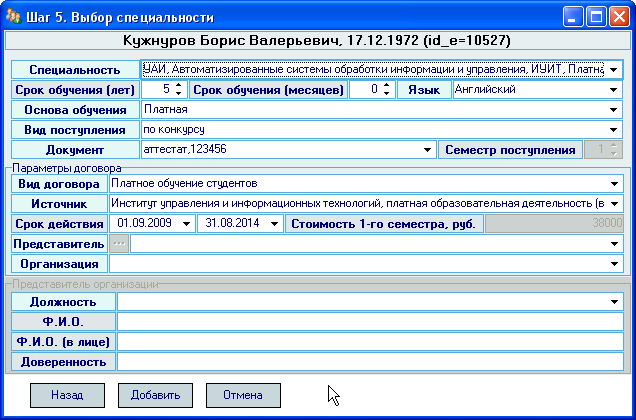 Шаг 5. Выбор специальности
Кужнуров Борис Валерьевич, 17.12.1972 (id_e=10527)
Специальность УАИ, Автоматизированные системы обработки информации и управления, ИУИТ, Платна
Срок обучения (лет) 5 Срок обучения (месяцев) 0 Язык Английский
Основа обучения Платная
Вид поступления по конкурсу
Документ аттестат,123456 Семестр поступления 1
Параметры договора
Вид договора Платное обучение студентов
Источник Институт управления и информационных технологий, платная образовательная деятельность (в
Срок действия 01.09.2009 31.08.2014 Стоимость 1-го семестра, руб. 38000
Представитель ...
Организация
Представитель организации
Должность
Ф.И.О.
Ф.И.О. (в лице)
Доверенность
Назад Добавить Отмена